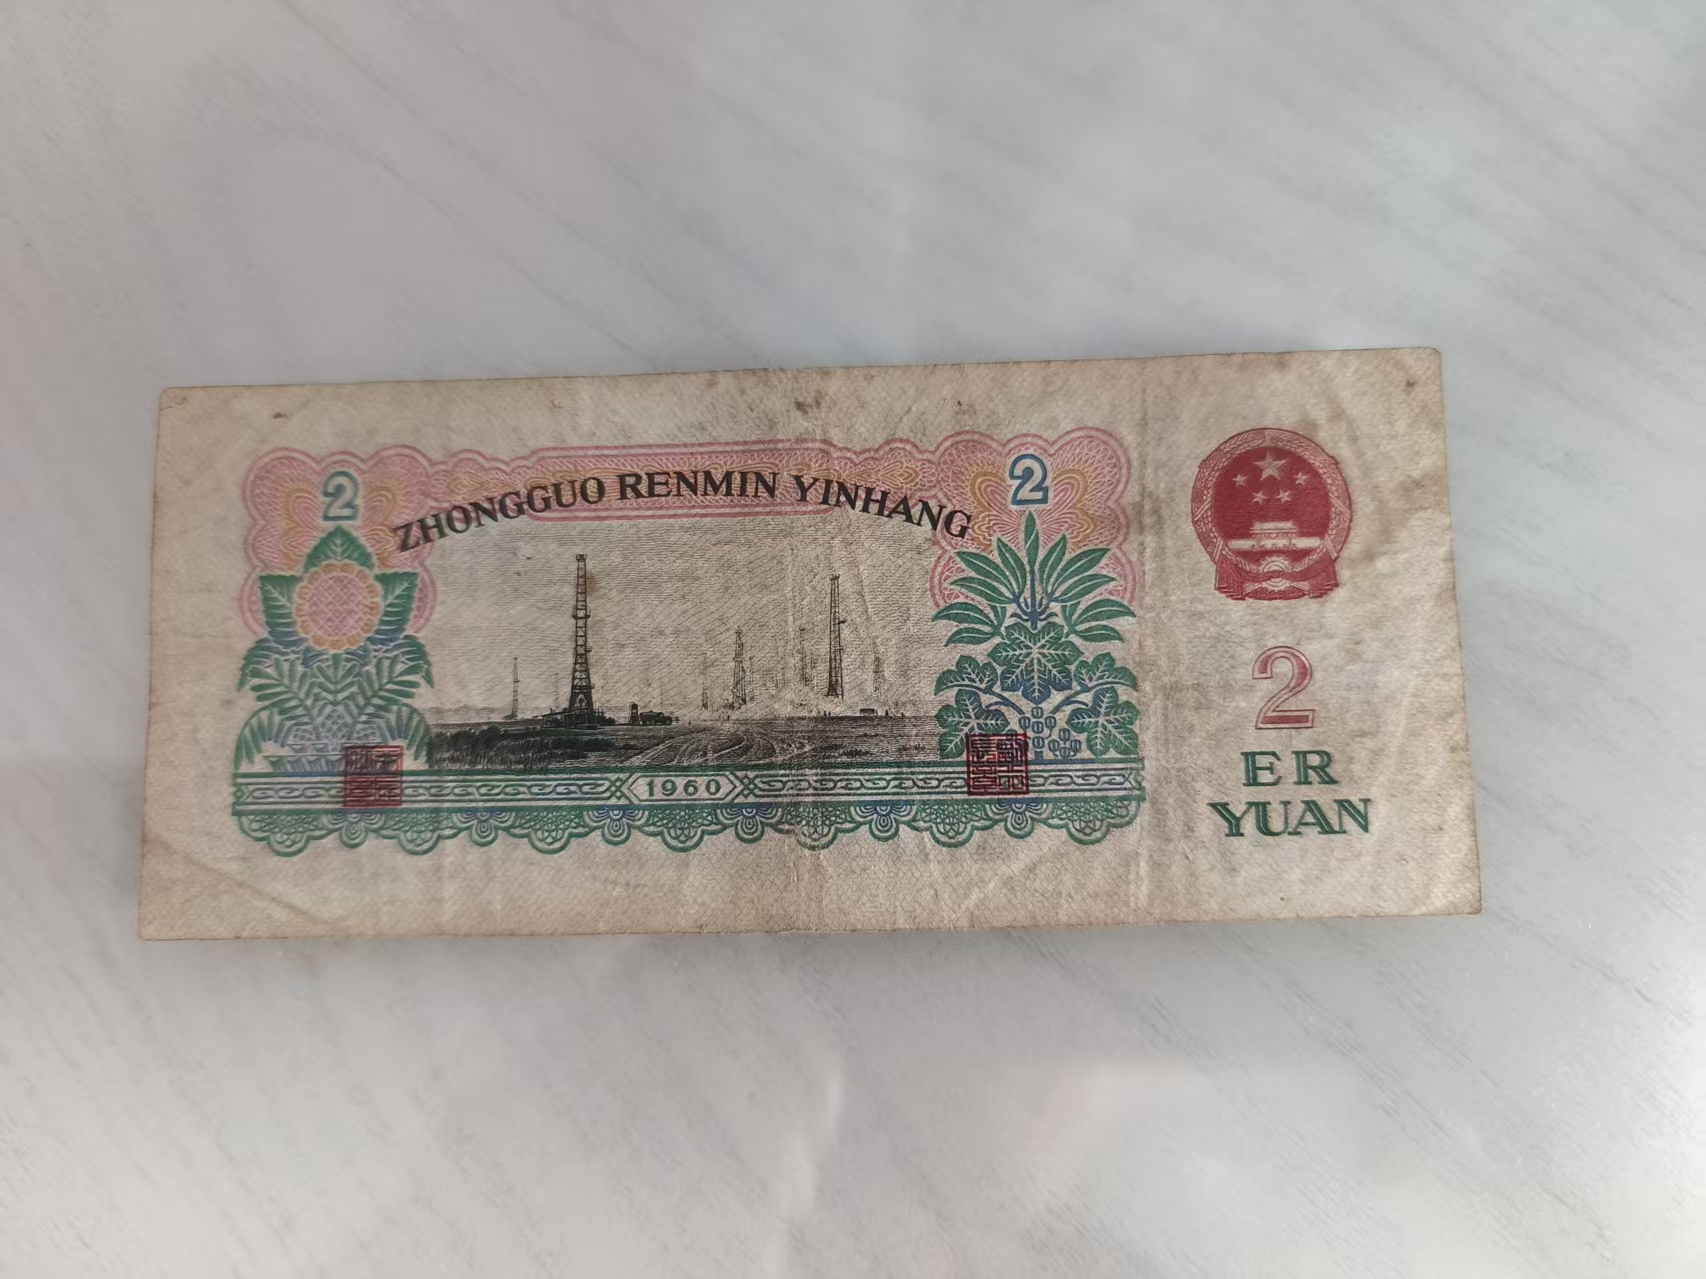 2
2
ZHONGGUO RENMIN YINHANG
1960
2
ER
YUAN